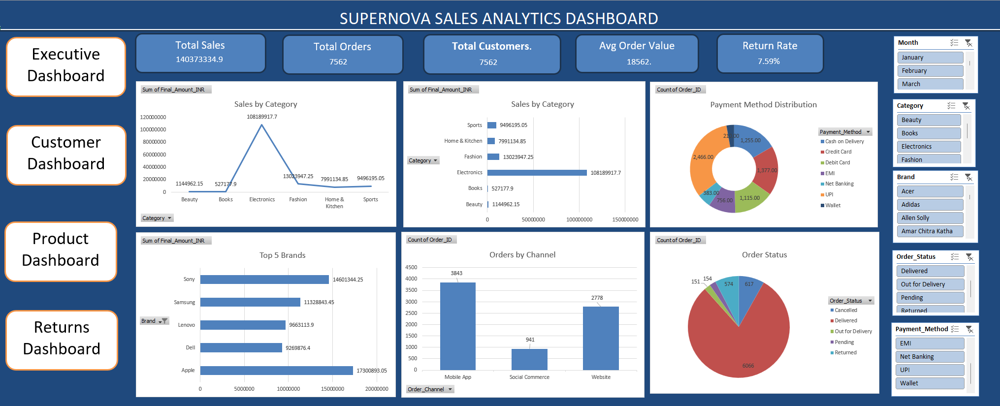 SUPERNOVA SALES ANALYTICS DASHBOARD
Executive
Dashboard
Customer
Dashboard
Product
Dashboard
Returns
Dashboard
Total Sales
140373334.9
Total Orders
7562
Total Customers.
7562
Avg Order Value
18562.
Return Rate
7.59%
Sum of Final_Amount_INR
Sales by Category
120000000
100000000
80000000
60000000
40000000
20000000
0
1144962.15
527177.9
108189917.7
13023947.25
7991134.85
9496195.05
Beauty
Books
Electronics
Fashion
Home &
Kitchen
Sports
Category
Sum of Final_Amount_INR
Sales by Category
Category
Sports
9496195.05
Home & Kitchen
7991134.85
Fashion
13023947.25
Electronics
108189917.7
Books
527177.9
Beauty
1144962.15
0
50000000
100000000
150000000
Count of Order_ID
Payment Method Distribution
1,255.00
1,377.00
1,115.00
756.00
383.00
2,466.00
Payment_Method
Cash on Delivery
Credit Card
Debit Card
EMI
Net Banking
UPI
Wallet
Sum of Final_Amount_INR
Top 5 Brands
Brand
Sony
14601344.25
Samsung
11328843.45
Lenovo
9663113.9
Dell
9269876.4
Apple
17300893.05
0
5000000
10000000
15000000
20000000
Count of Order_ID
Orders by Channel
4500
4000
3500
3000
2500
2000
1500
1000
500
0
3843
941
2778
Mobile App
Social Commerce
Website
Order_Channel
Count of Order_ID
Order Status
617
6066
151
154
574
Order_Status
Cancelled
Delivered
Out for Delivery
Pending
Returned
Month
January
February
March
Category
Beauty
Books
Electronics
Fashion
Brand
Acer
Adidas
Allen Solly
Amar Chitra Katha
Order_Status
Delivered
Out for Delivery
Pending
Returned
Payment_Method
EMI
Net Banking
UPI
Wallet